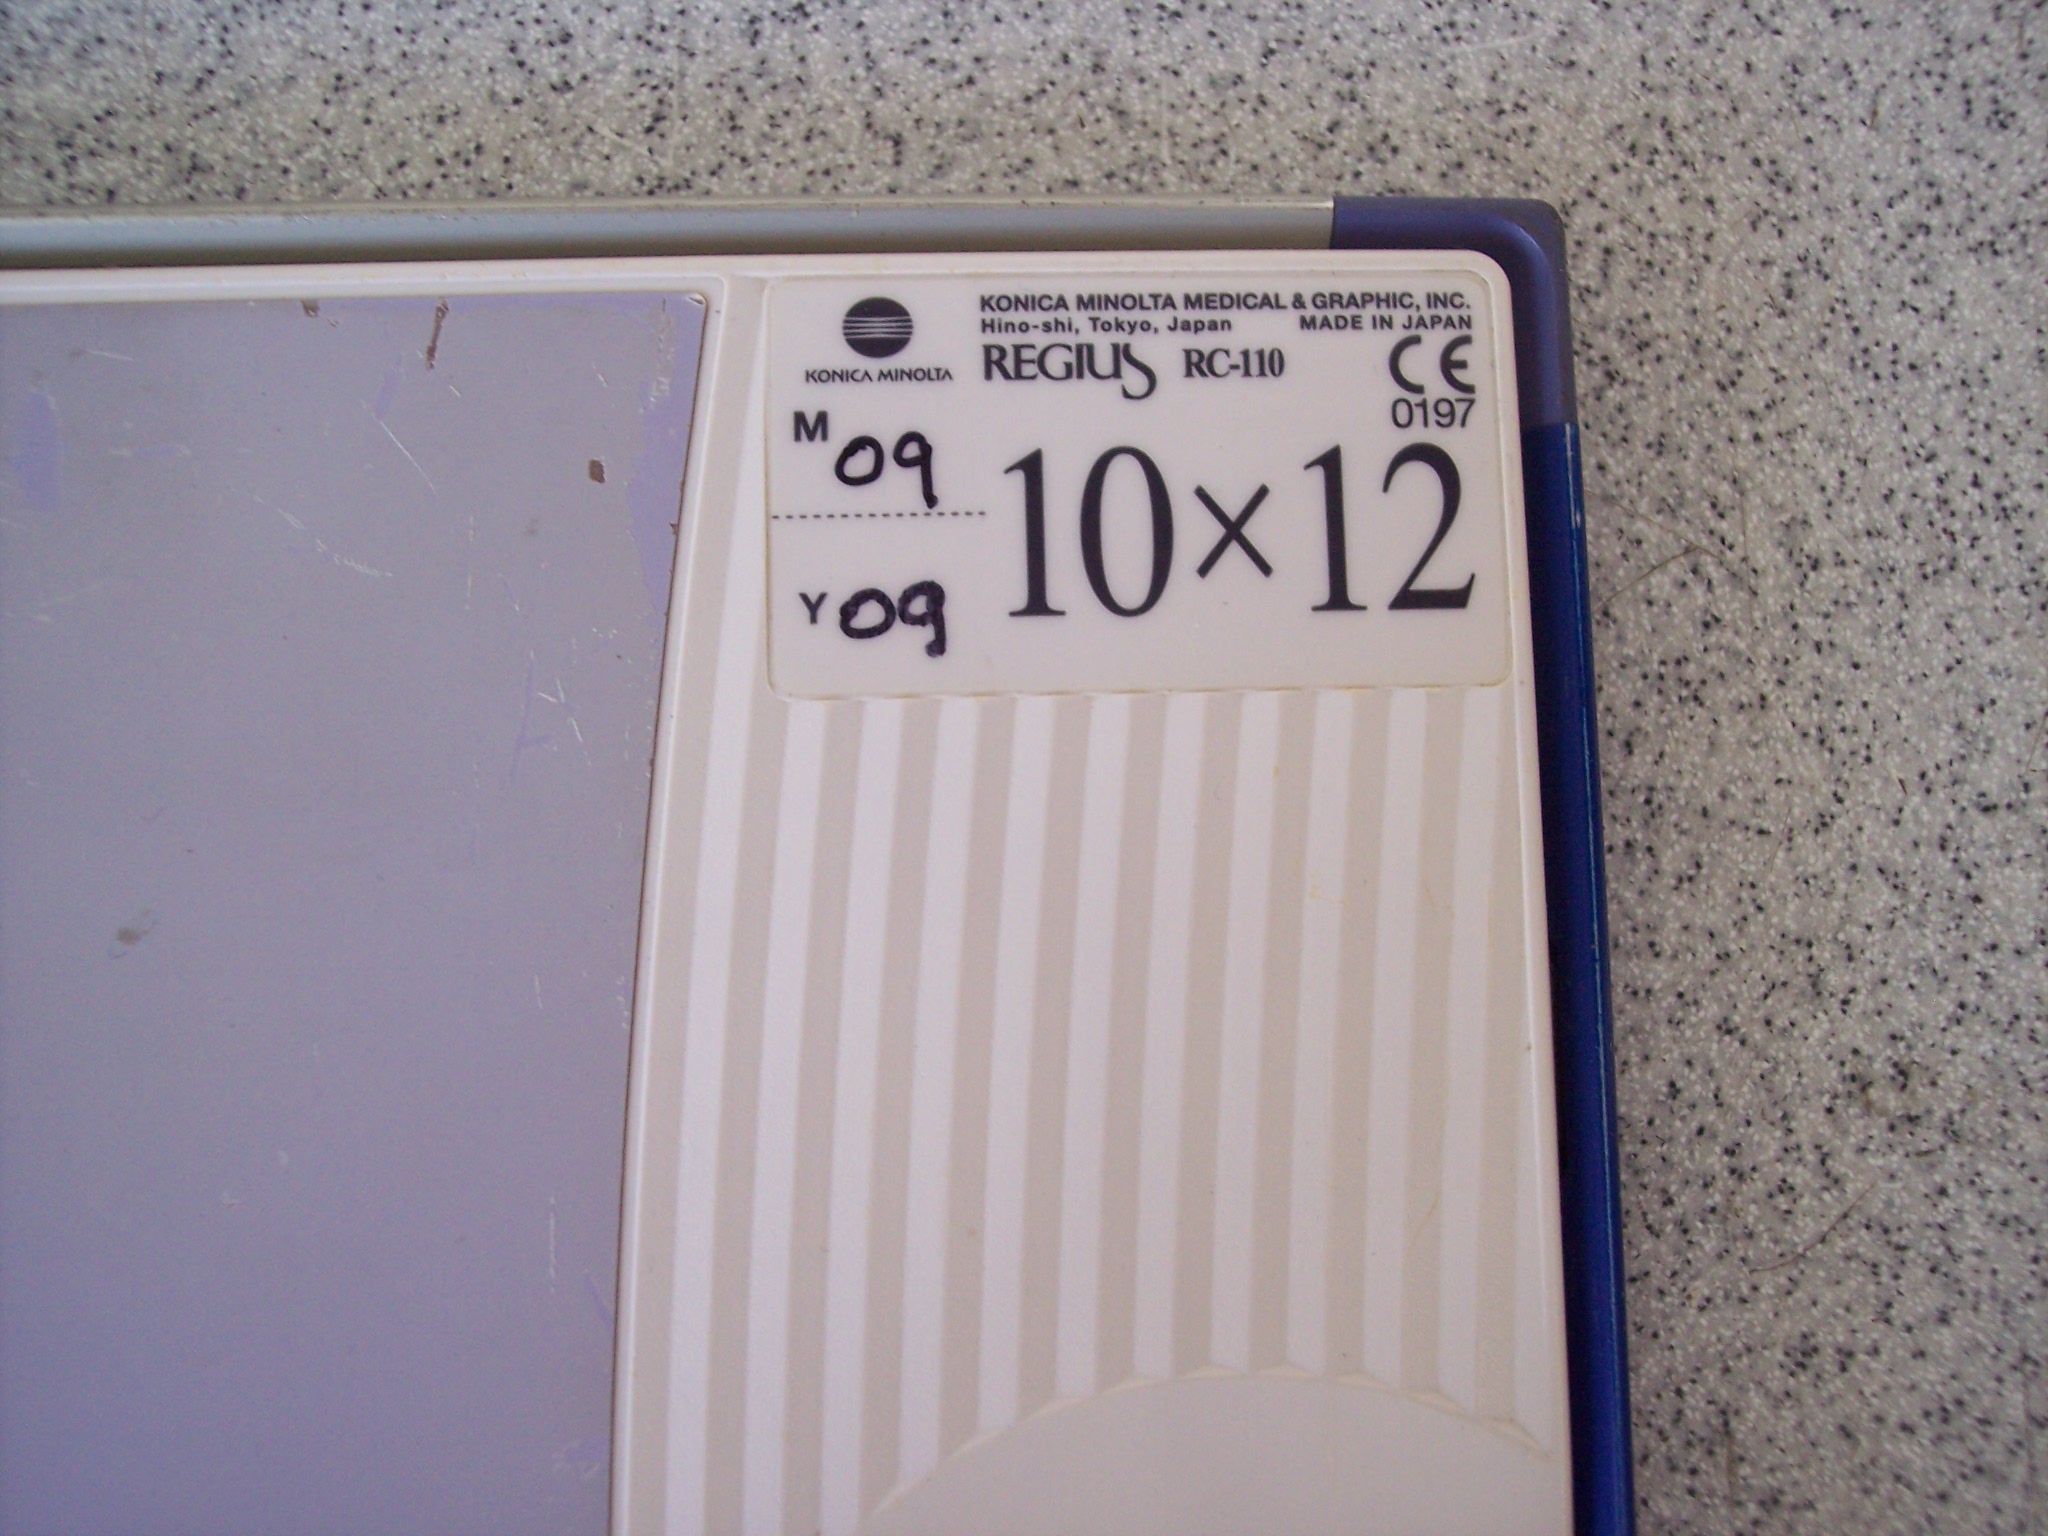 KONICA MINOLTA
KONICA MINOLTA MEDICAL & GRAPHIC, INC.
Hino-shi, Tokyo, Japan MADE IN JAPAN
REGIUS RC-110 CE
0197
M 09
10×12
Y 09